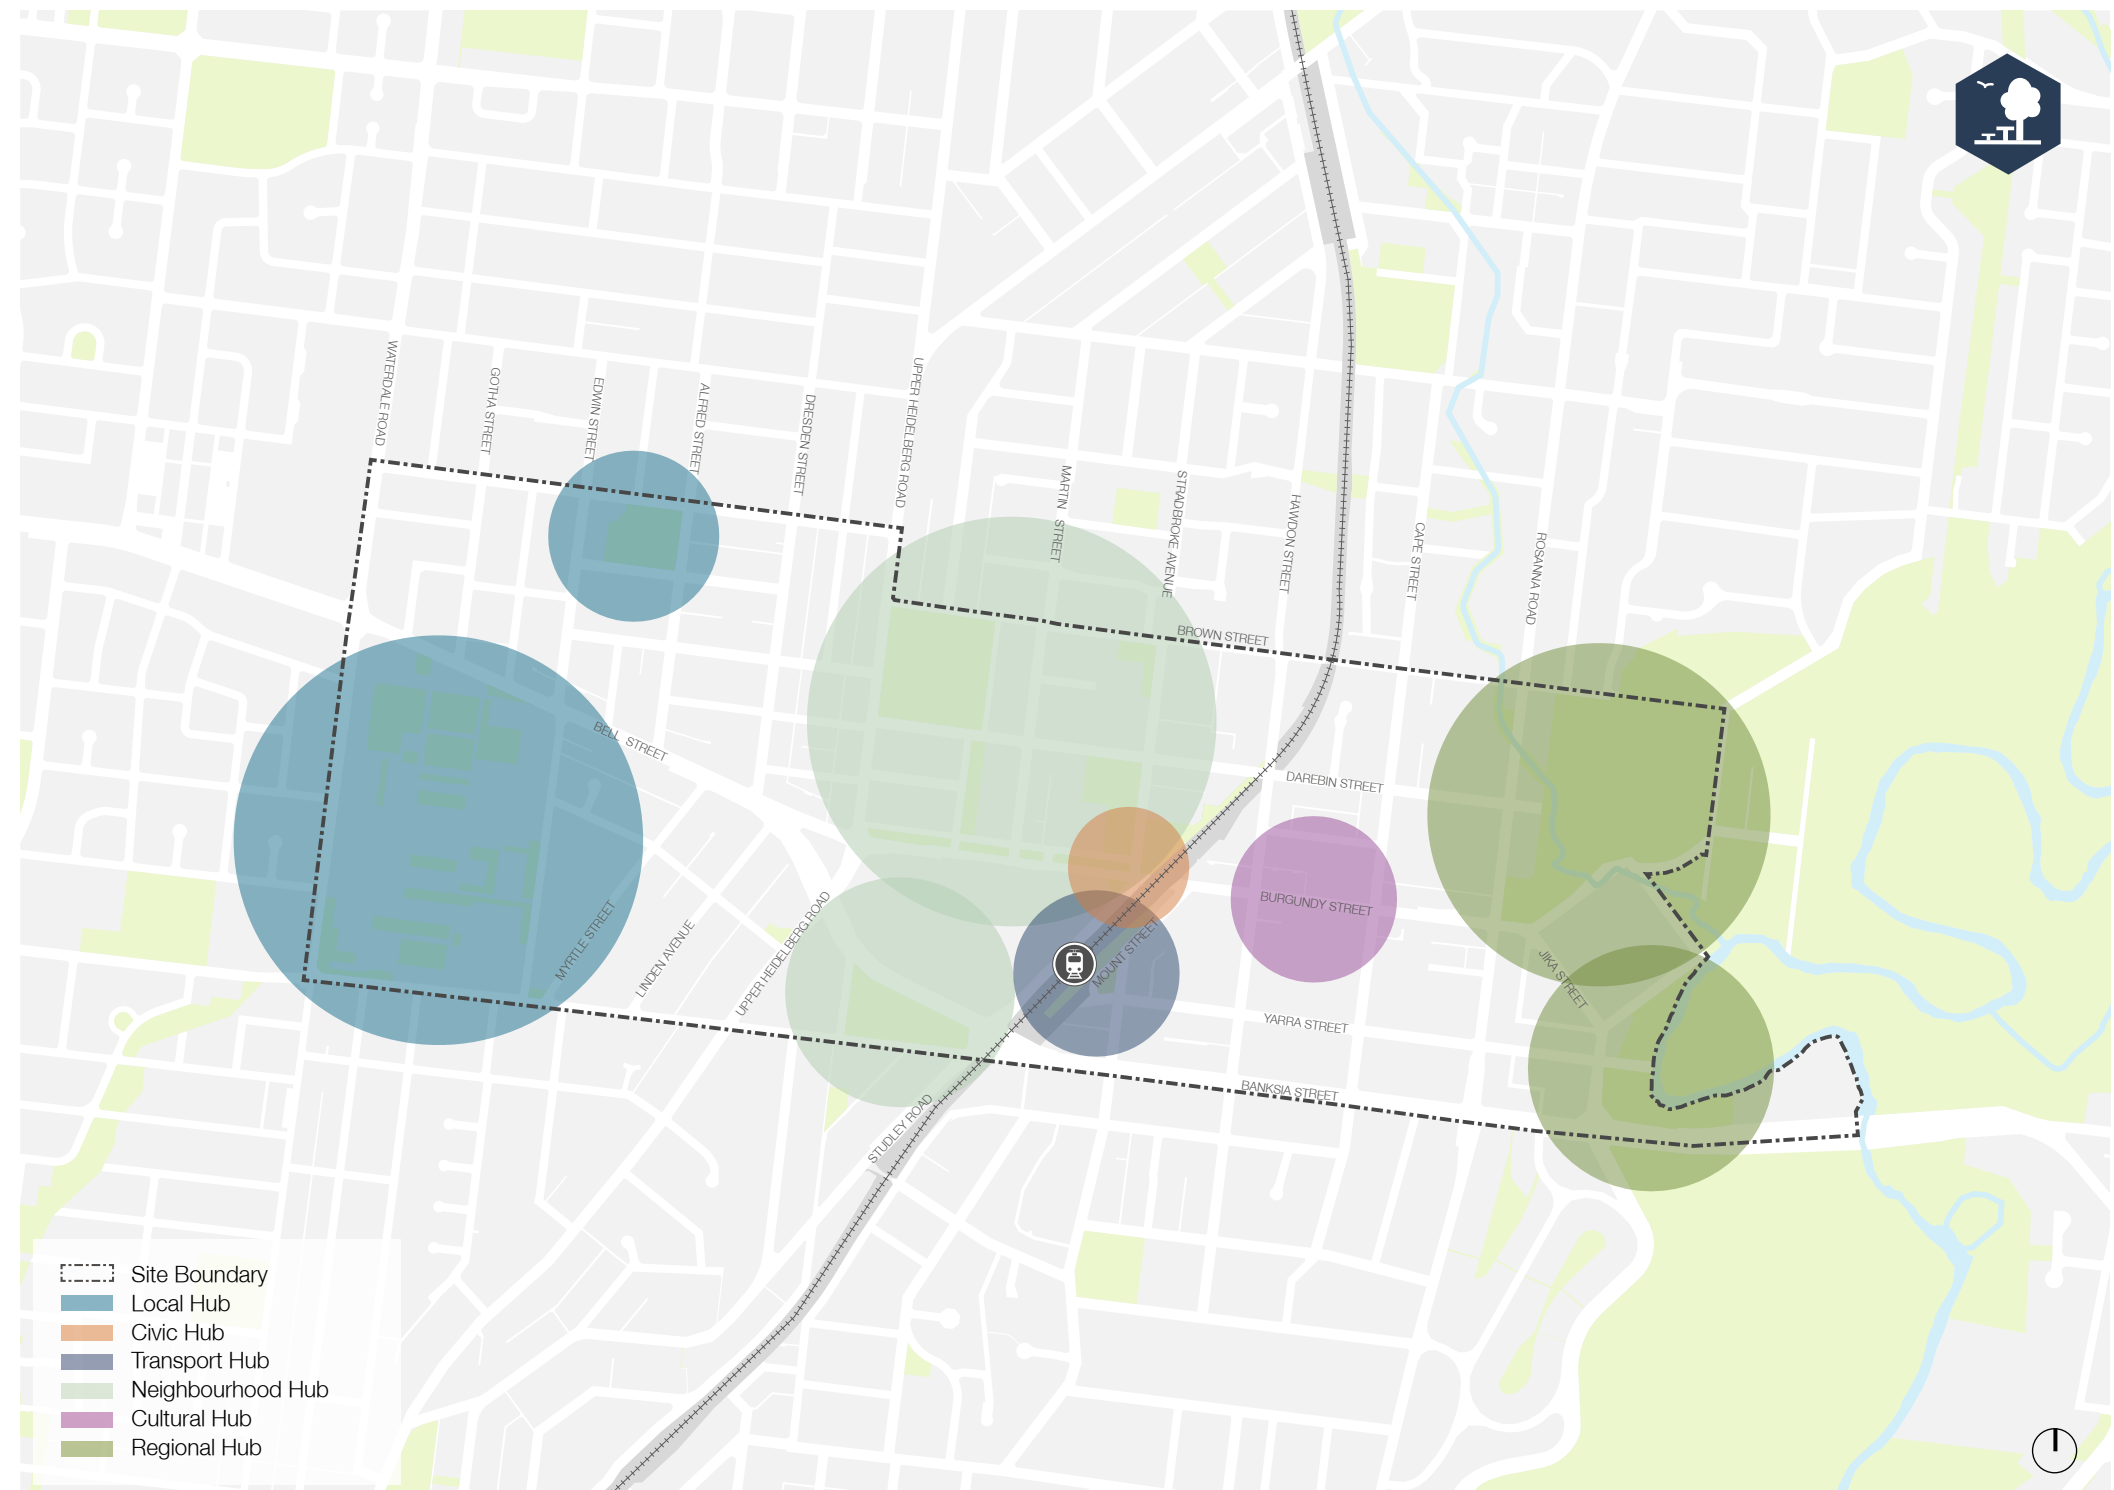 WATERDALE ROAD
GOTHA STREET
EDWIN STREET
ALFRED STREET
DRESDEN STREET
UPPER HEIDELBERG ROAD
MARTIN STREET
STRADBROKE AVENUE
HAWDON STREET
CAPE STREET
ROSANNA ROAD
BROWN STREET
BELL STREET
DAREBIN STREET
BURGUNDY STREET
MYRTLE STREET
LINDEN AVENUE
UPPER HEIDELBERG ROAD
MOUNT STREET
JIKA STREET
YARRA STREET
BANKSIA STREET
STUDLEY ROAD
Site Boundary
Local Hub
Civic Hub
Transport Hub
Neighbourhood Hub
Cultural Hub
Regional Hub